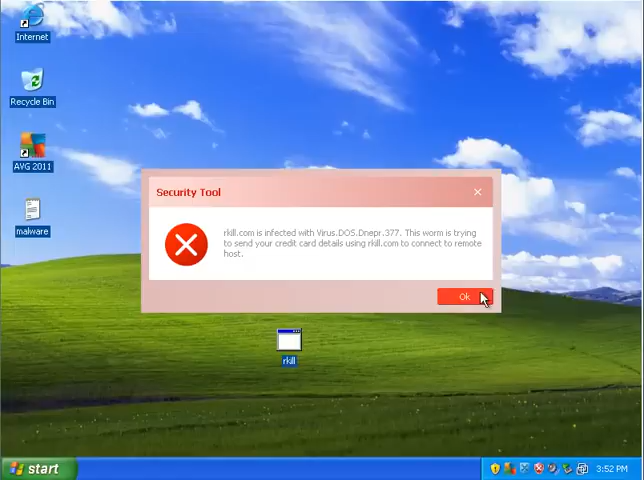 Internet
Recycle Bin
AVG 2011
malware
Security Tool
rkill.com is infected with Virus.DOS.Dnepr.377. This worm is trying
to send your credit card details using rkill.com to connect to remote
host.
Ok
rkill
start
3:52 PM